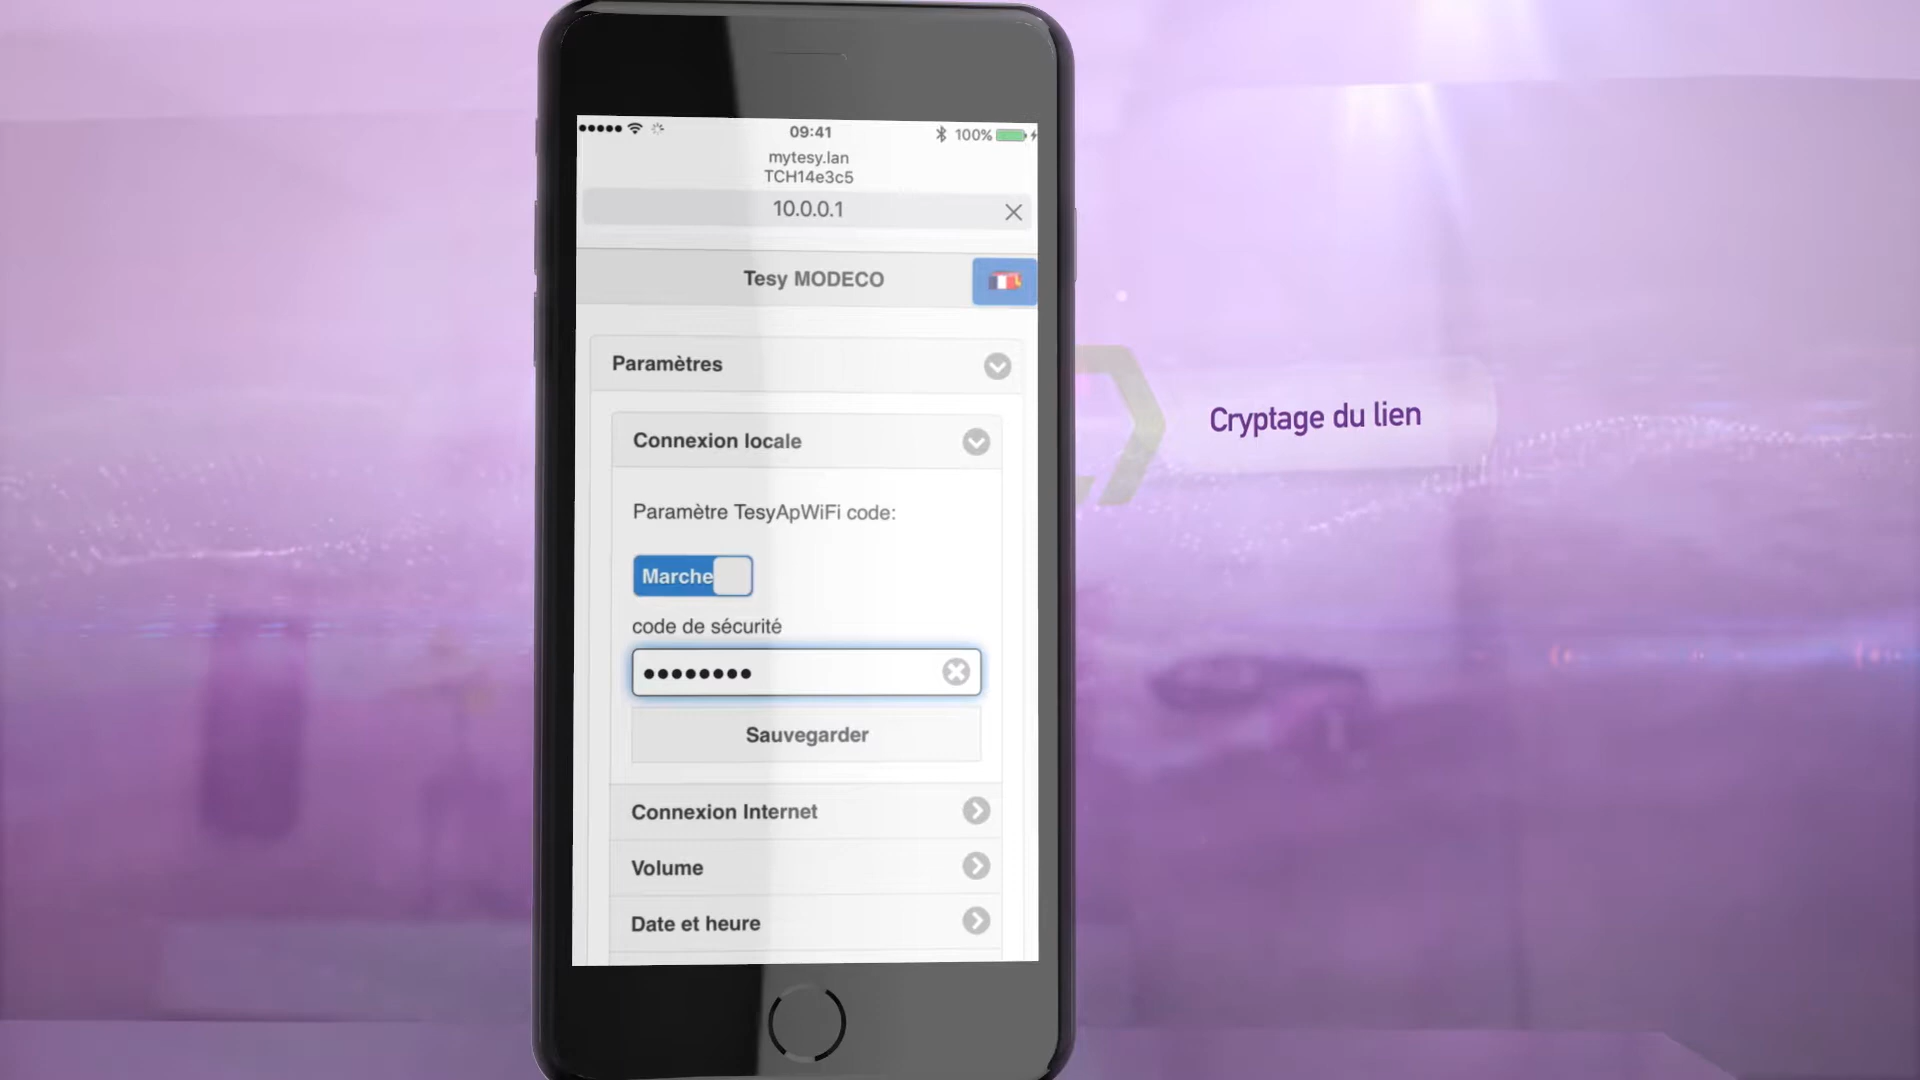 09:41
100%
mytesy.lan
TCH14e3c5
10.0.0.1
Tesy MODECO
Paramètres
Connexion locale
Paramètre TesyApWiFi code:
Marche
code de sécurité
••••••••
Sauvegarder
Connexion Internet
Volume
Date et heure
Cryptage du lien